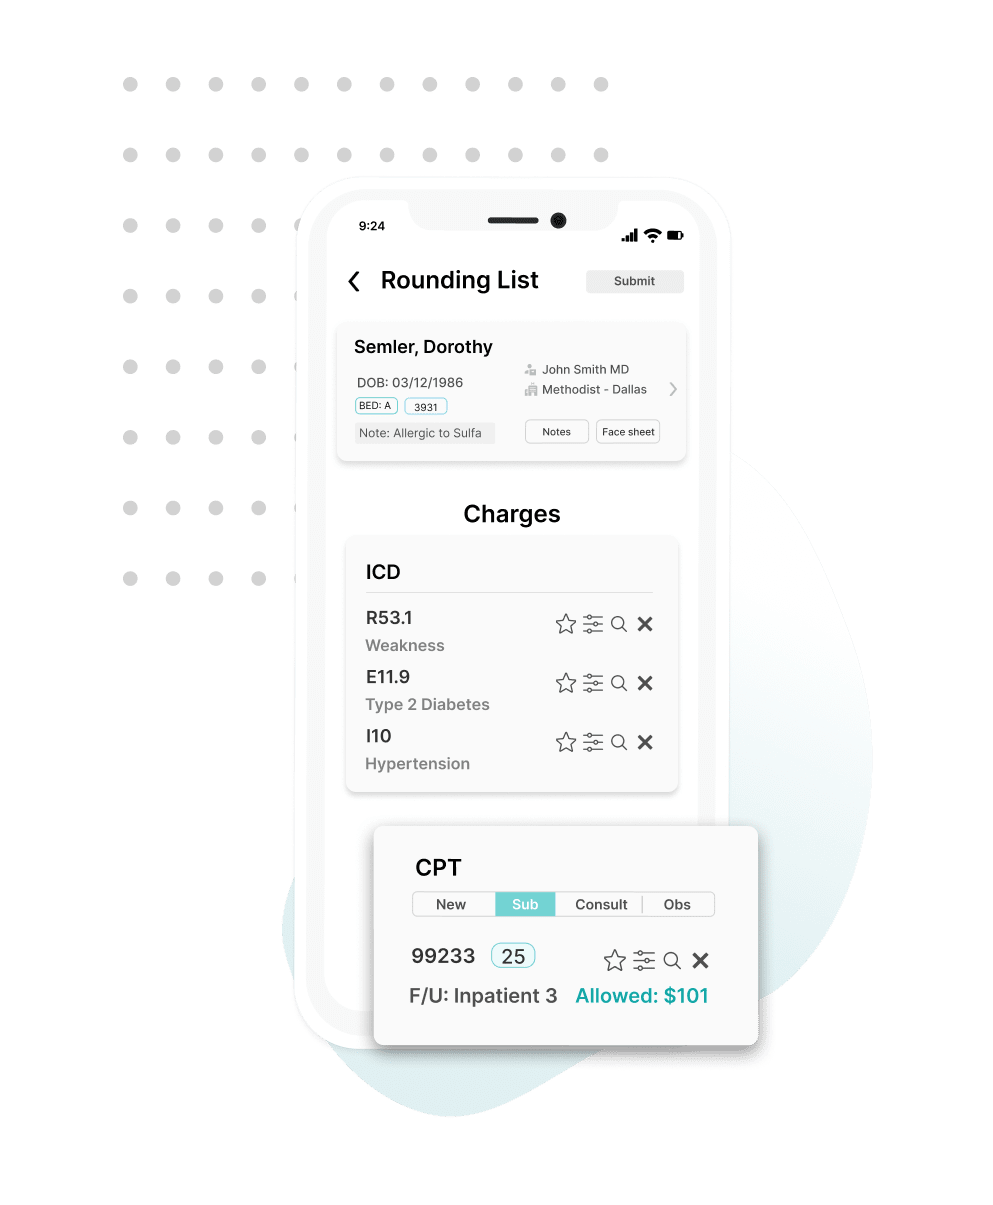 9:24
Rounding List
Submit
Semler, Dorothy
DOB: 03/12/1986
John Smith MD
BED: A
3931
Methodist - Dallas
Note: Allergic to Sulfa
Notes
Face sheet
Charges
ICD
R53.1
Weakness
E11.9
Type 2 Diabetes
I10
Hypertension
CPT
New
Sub
Consult
Obs
99233
25
F/U: Inpatient 3
Allowed: $101